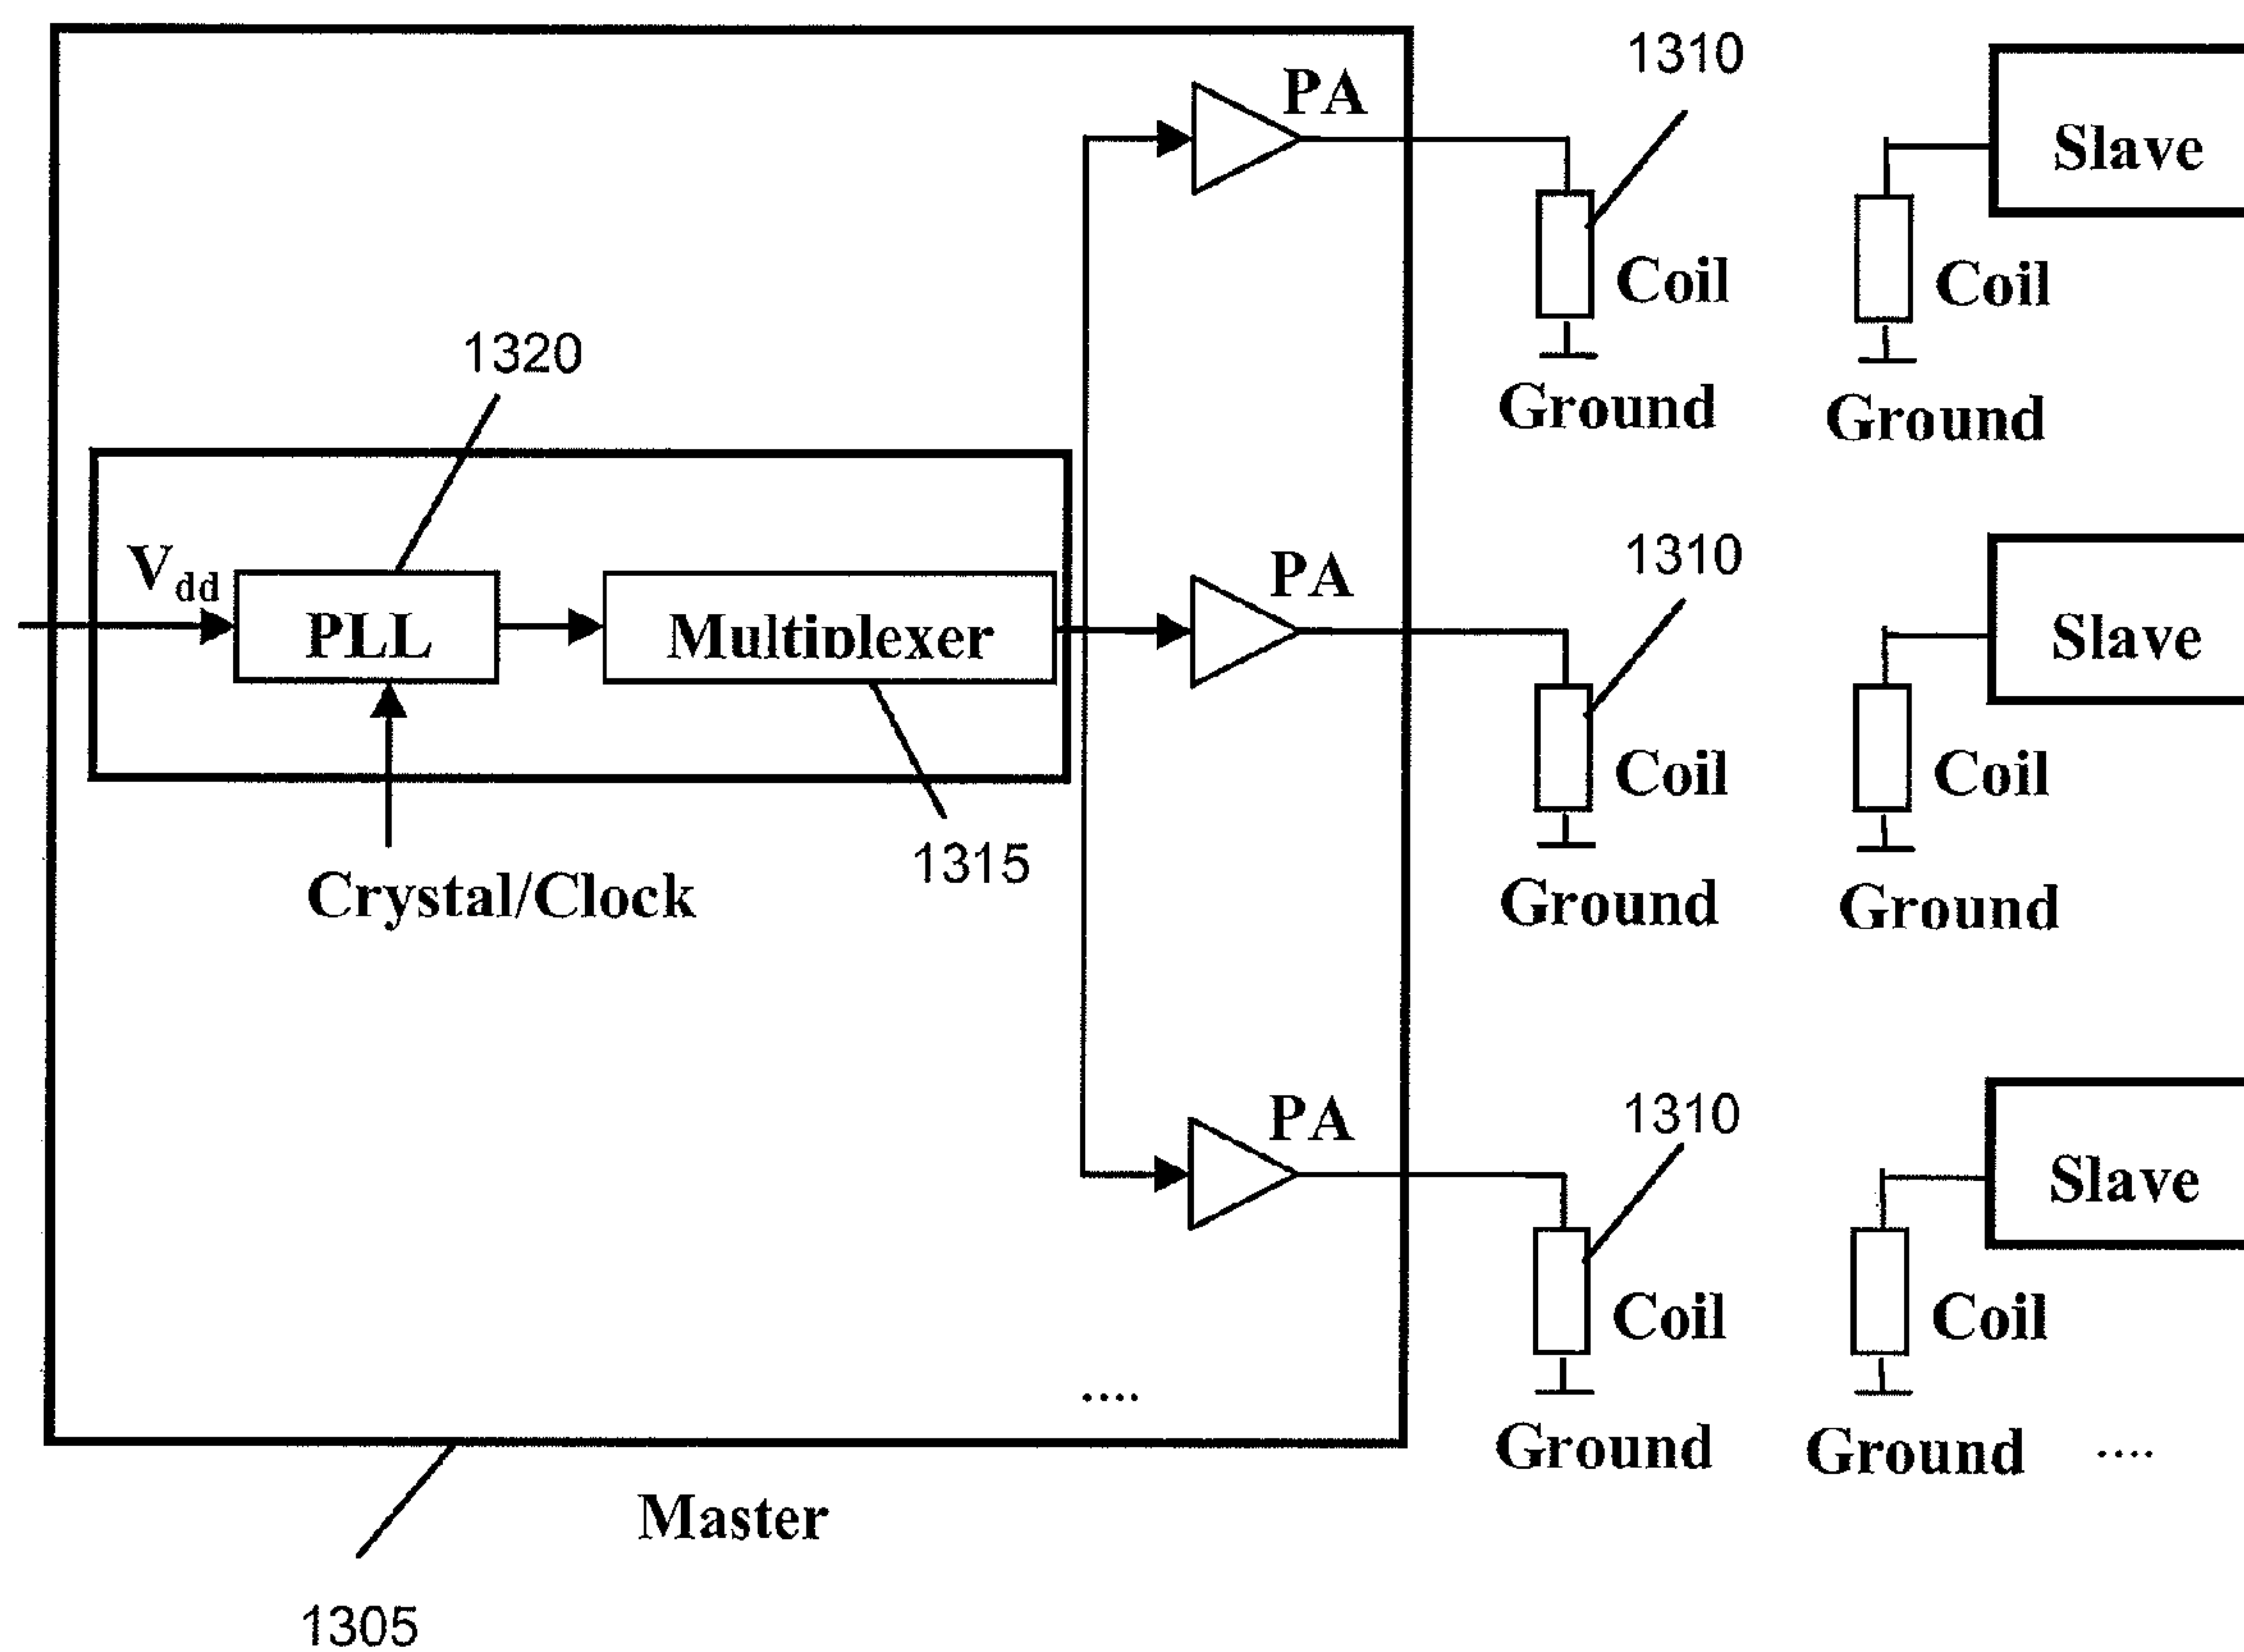 1310
PA
Slave
Coil
Coil
Ground
Ground
1320
1310
PA
Vdd
PLL
Multiplexer
Slave
Coil
Coil
Crystal/Clock
1315
Ground
Ground
PA
1310
Slave
Coil
Coil
....
Ground
Ground ....
Master
1305